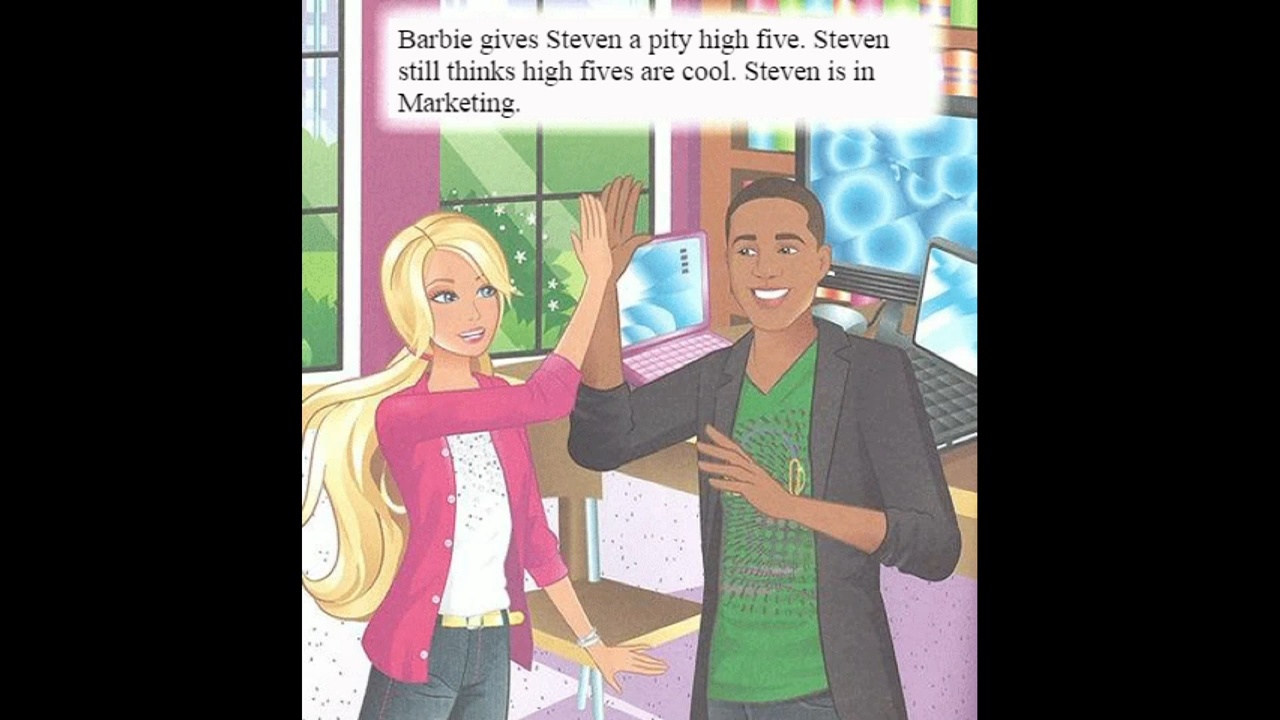 Barbie gives Steven a pity high five. Steven
still thinks high fives are cool. Steven is in
Marketing.